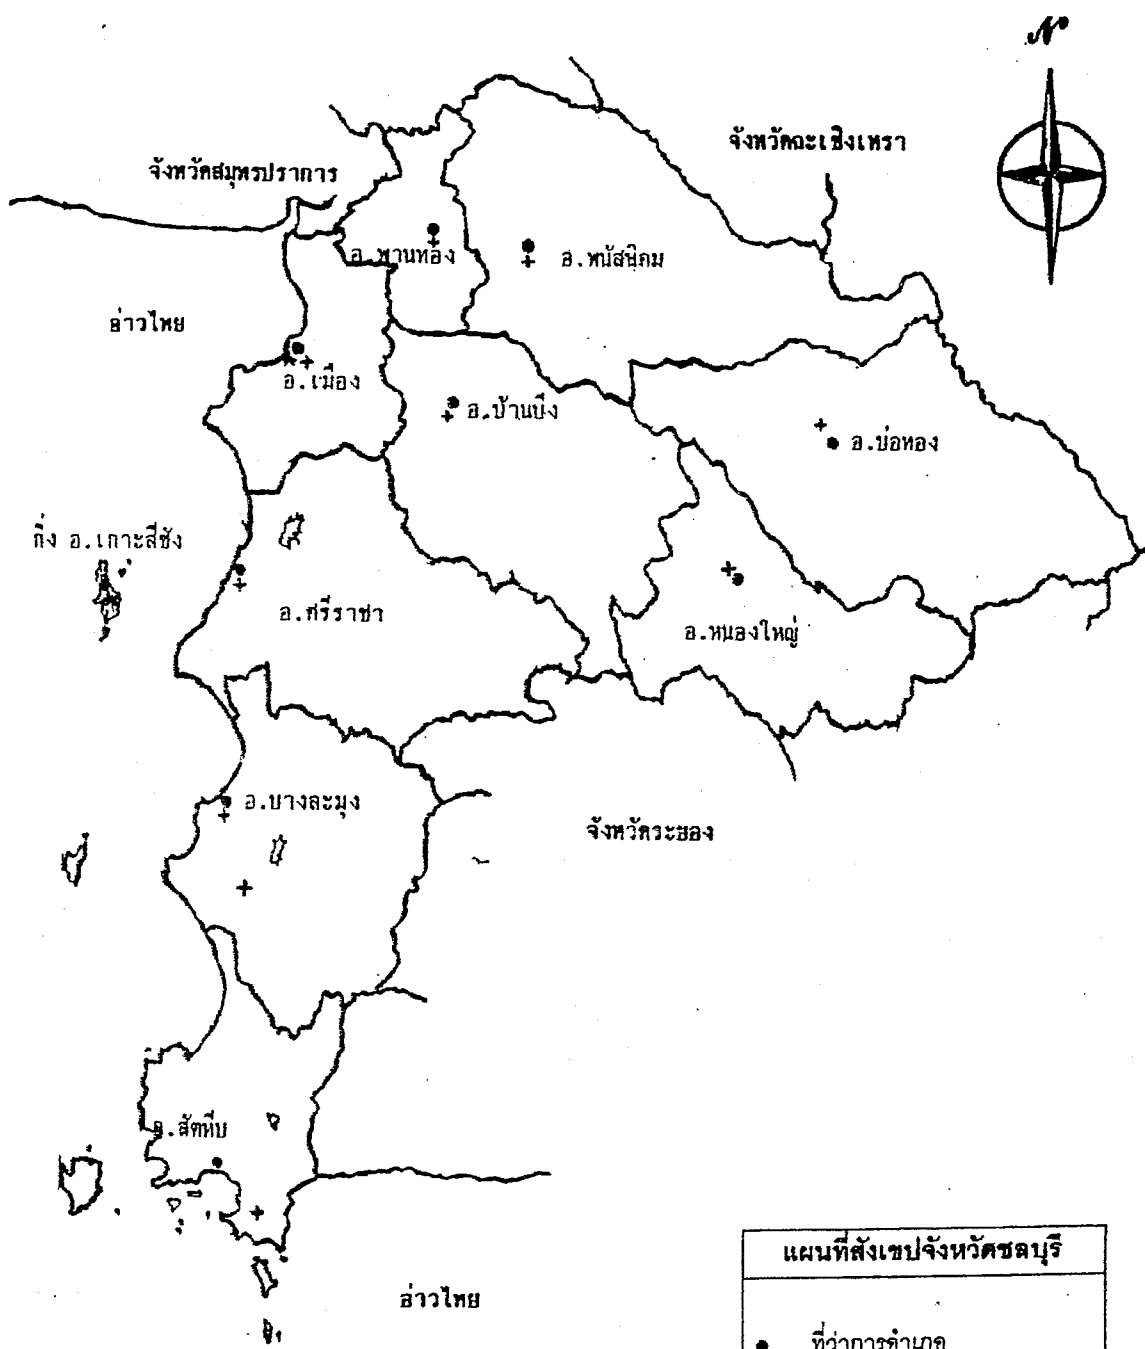 N
จังหวัดฉะเชิงเทรา
จังหวัดสมุทรปราการ
อ.พานทอง
อ.พนัสนิคม
อ่าวไทย
อ.เมือง
อ.บ้านบึง
อ.บ่อทอง
กิ่ง อ.เกาะสีชัง
อ.ศรีราชา
อ.หนองใหญ่
อ.บางละมุง
จังหวัดระยอง
อ.สัตหีบ
แผนที่สังเขปจังหวัดชลบุรี
อ่าวไทย
ที่ว่าการอำเภอ